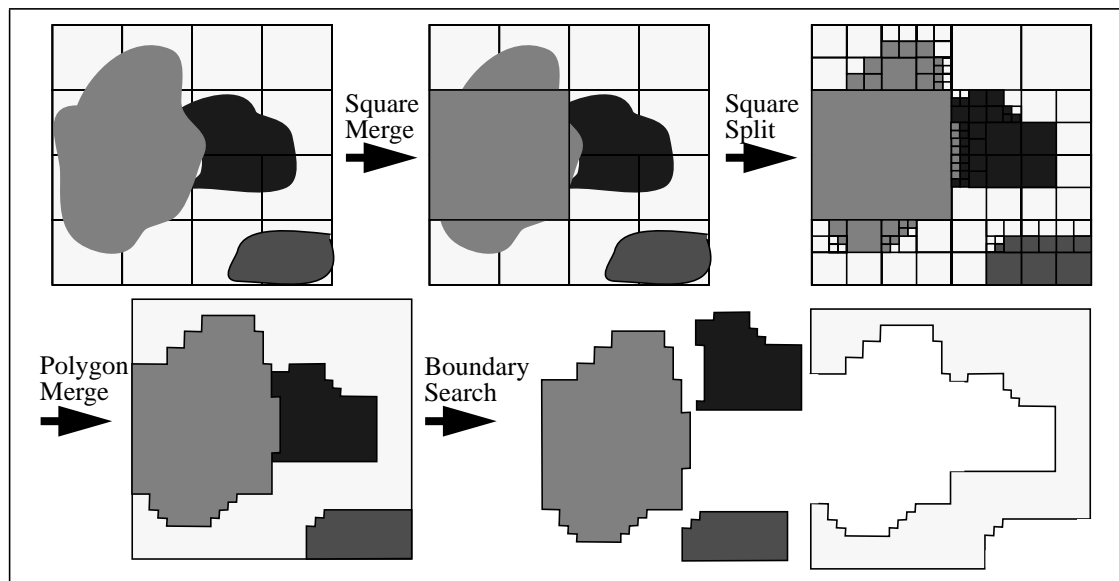 Square
Merge
Square
Split
Polygon
Merge
Boundary
Search